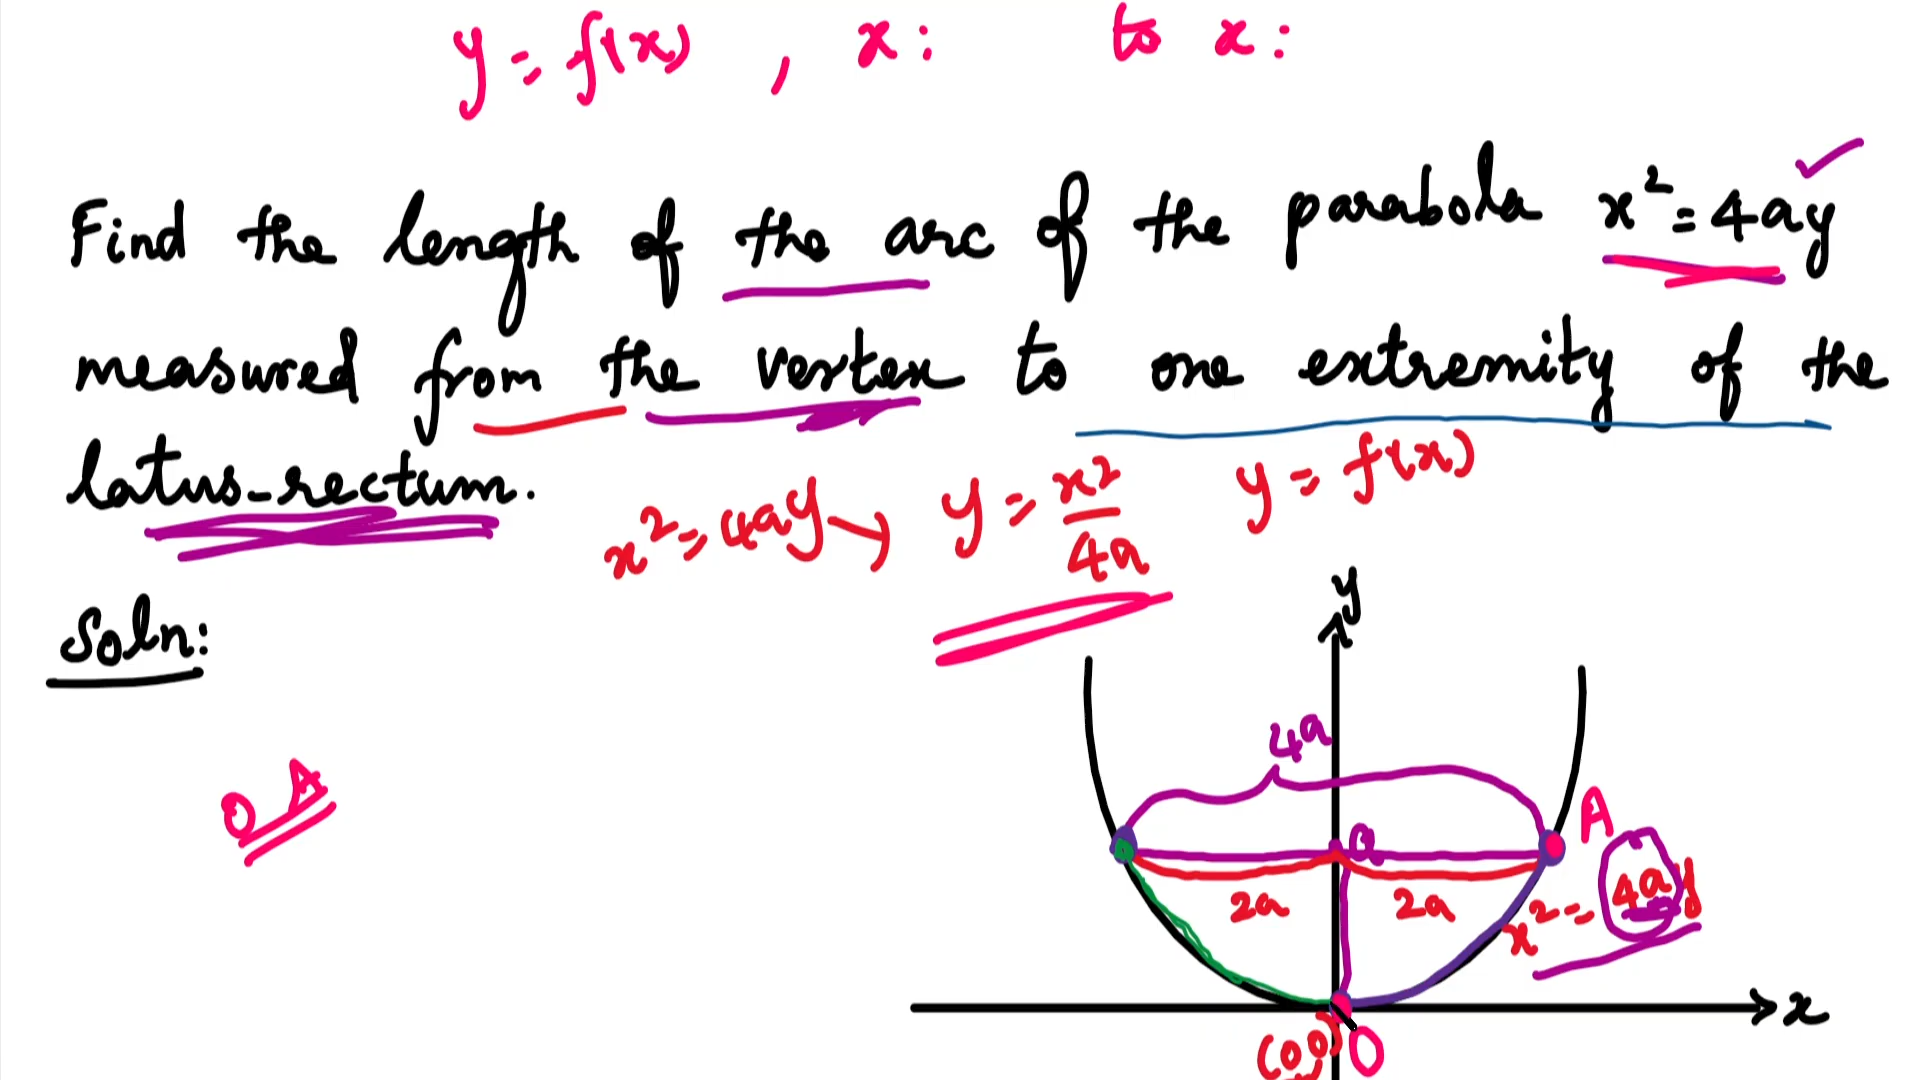 y = f(x) , x : to x :
Find the length of the arc of the parabola x² = 4ay
measured from the vertex to one extremity of the
latus-rectum.
x² = 4ay → y = x²/4a
y = f(x)
Soln:
y
4a
OA
A
a
2a
2a
x² = 4ay
x
(0,0)
O